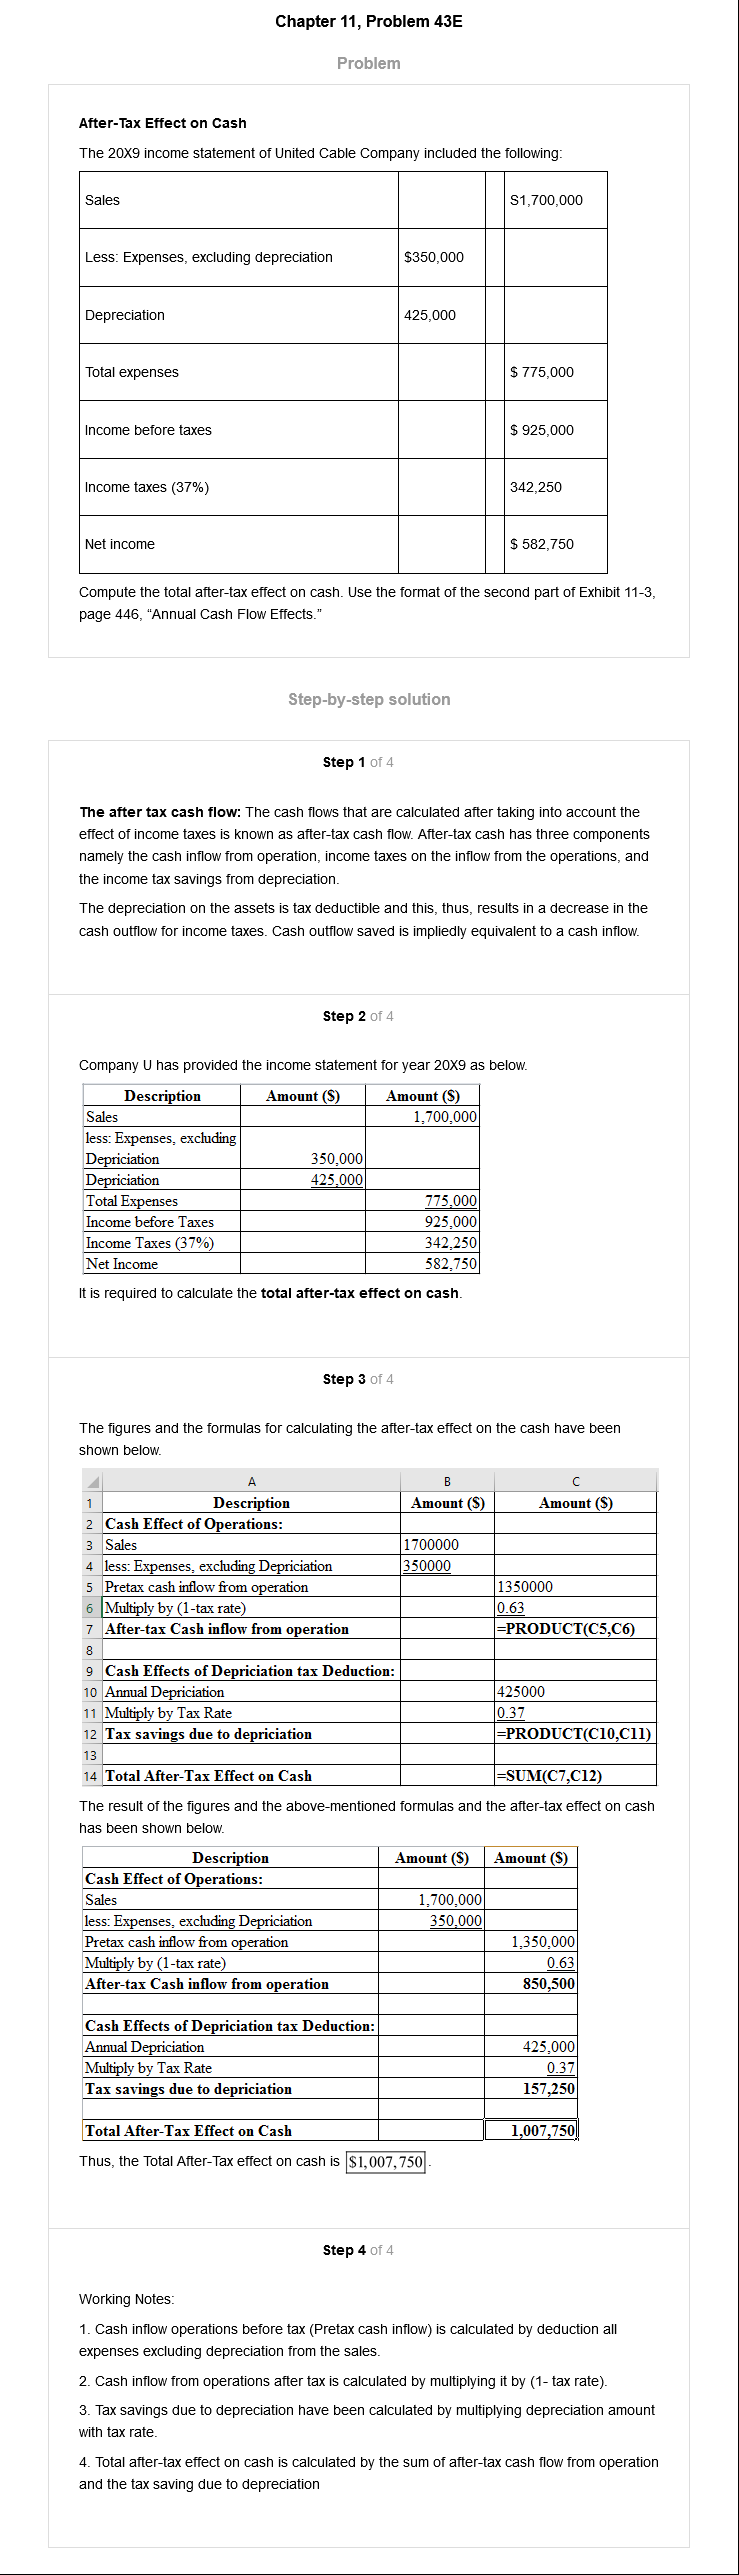 Chapter 11, Problem 43E
Problem
After-Tax Effect on Cash
The 20X9 income statement of United Cable Company included the following:
Sales S1,700,000
Less: Expenses, excluding depreciation $350,000
Depreciation 425,000
Total expenses $ 775,000
Income before taxes $ 925,000
Income taxes (37%) 342,250
Net income $ 582,750
Compute the total after-tax effect on cash. Use the format of the second part of Exhibit 11-3,
page 446, “Annual Cash Flow Effects.”
Step-by-step solution
Step 1 of 4
The after tax cash flow: The cash flows that are calculated after taking into account the
effect of income taxes is known as after-tax cash flow. After-tax cash has three components
namely the cash inflow from operation, income taxes on the inflow from the operations, and
the income tax savings from depreciation.
The depreciation on the assets is tax deductible and this, thus, results in a decrease in the
cash outflow for income taxes. Cash outflow saved is impliedly equivalent to a cash inflow.
Step 2 of 4
Company U has provided the income statement for year 20X9 as below.
Description Amount ($) Amount ($)
Sales 1,700,000
less: Expenses, excluding
Depriciation 350,000
Depriciation 425,000
Total Expenses 775,000
Income before Taxes 925,000
Income Taxes (37%) 342,250
Net Income 582,750
It is required to calculate the total after-tax effect on cash.
Step 3 of 4
The figures and the formulas for calculating the after-tax effect on the cash have been
shown below.
A B C
1 Description Amount ($) Amount ($)
2 Cash Effect of Operations:
3 Sales 1700000
4 less: Expenses, excluding Depriciation 350000
5 Pretax cash inflow from operation 1350000
6 Multiply by (1-tax rate) 0.63
7 After-tax Cash inflow from operation =PRODUCT(C5,C6)
8
9 Cash Effects of Depriciation tax Deduction:
10 Annual Depriciation 425000
11 Multiply by Tax Rate 0.37
12 Tax savings due to depriciation =PRODUCT(C10,C11)
13
14 Total After-Tax Effect on Cash =SUM(C7,C12)
The result of the figures and the above-mentioned formulas and the after-tax effect on cash
has been shown below.
Description Amount ($) Amount ($)
Cash Effect of Operations:
Sales 1,700,000
less: Expenses, excluding Depriciation 350,000
Pretax cash inflow from operation 1,350,000
Multiply by (1-tax rate) 0.63
After-tax Cash inflow from operation 850,500
Cash Effects of Depriciation tax Deduction:
Annual Depriciation 425,000
Multiply by Tax Rate 0.37
Tax savings due to depriciation 157,250
Total After-Tax Effect on Cash 1,007,750
Thus, the Total After-Tax effect on cash is $1,007,750.
Step 4 of 4
Working Notes:
1. Cash inflow operations before tax (Pretax cash inflow) is calculated by deduction all
expenses excluding depreciation from the sales.
2. Cash inflow from operations after tax is calculated by multiplying it by (1- tax rate).
3. Tax savings due to depreciation have been calculated by multiplying depreciation amount
with tax rate.
4. Total after-tax effect on cash is calculated by the sum of after-tax cash flow from operation
and the tax saving due to depreciation